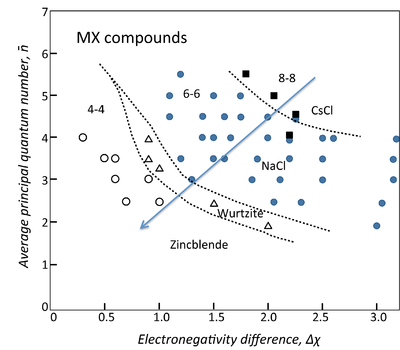 7
MX compounds
8-8
6-6
6
4-4
CsCl
5
4
NaCl
3
Wurtzite
2
Zincblende
1
0
0 0.5 1.0 1.5 2.0 2.5 3.0
Average principal quantum number, n̄
Electronegativity difference, Δχ